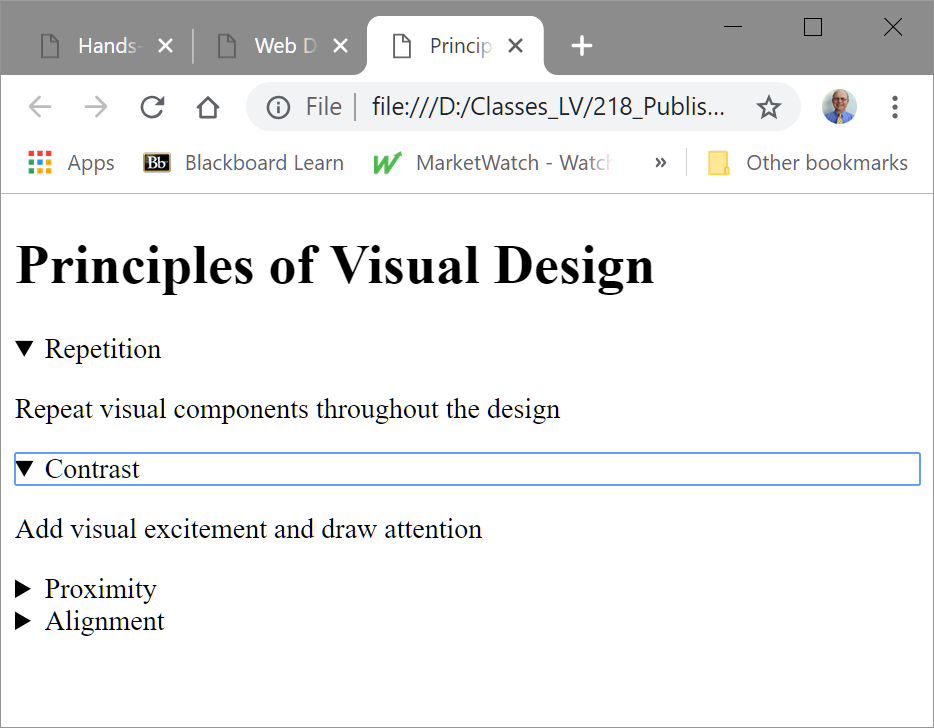 Hands- Web D Princip
File file:///D:/Classes_LV/218_Publis...
Apps Bb Blackboard Learn MarketWatch - Watch » Other bookmarks
Principles of Visual Design
Repetition
Repeat visual components throughout the design
Contrast
Add visual excitement and draw attention
Proximity
Alignment